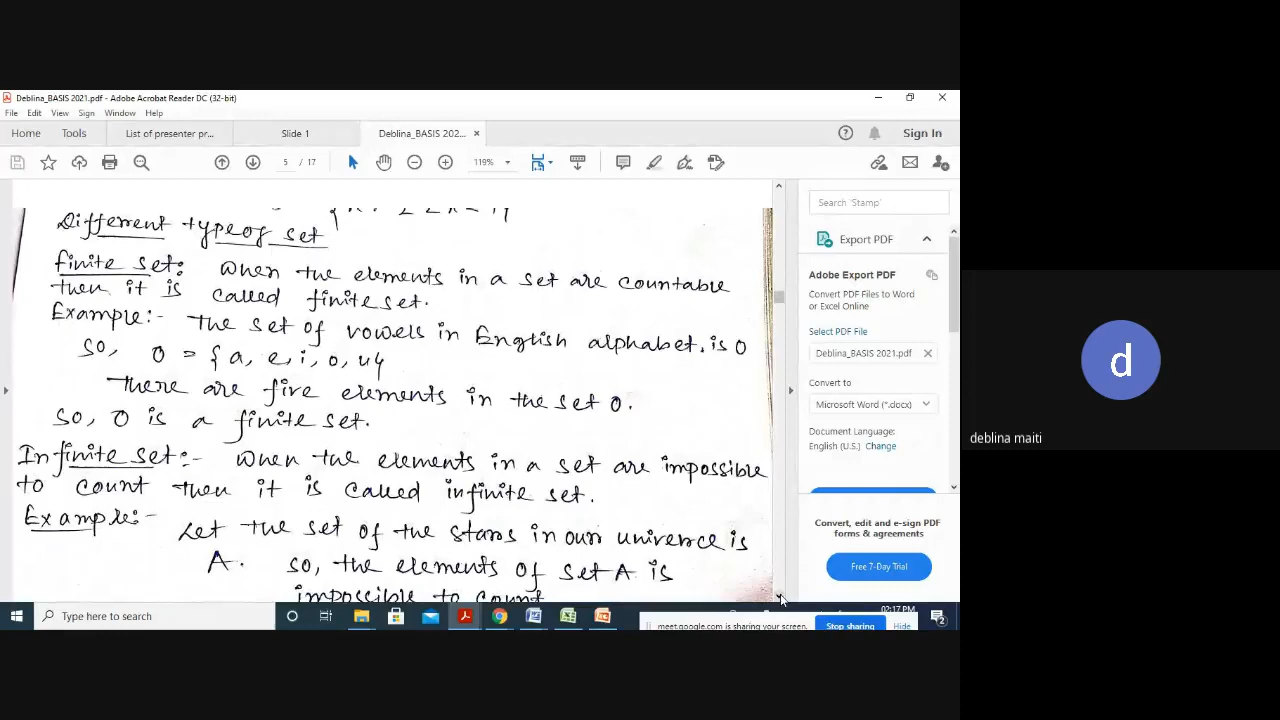 Deblina_BASIS 2021.pdf - Adobe Acrobat Reader DC (32-bit)
File Edit View Sign Window Help
Home Tools List of presenter pr... Slide 1 Deblina_BASIS 202... × Sign In
5 / 17 119%
Different type of set
finite set: When the elements in a set are countable
then it is called finite set.
Example:- The set of vowels in English alphabet. is O
So, O = {a, e, i, o, u}
There are five elements in the set O.
So, O is a finite set.
Infinite set:- When the elements in a set are impossible
to count then it is called infinite set.
Example:-
Let the set of the stars in our univerce is
A. So, the elements of set A is
impossible to count
Search 'Stamp'
Export PDF
Adobe Export PDF
Convert PDF Files to Word
or Excel Online
Select PDF File
Deblina_BASIS 2021.pdf
Convert to
Microsoft Word (*.docx)
Document Language:
English (U.S.) Change
Convert, edit and e-sign PDF
forms & agreements
Free 7-Day Trial
Type here to search
02:17 PM
2
meet.google.com is sharing your screen.
Stop sharing
Hide
d
deblina maiti